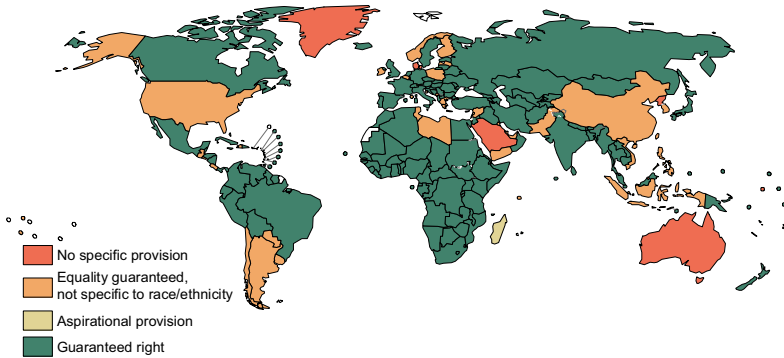 No specific provision
Equality guaranteed,
not specific to race/ethnicity
Aspirational provision
Guaranteed right